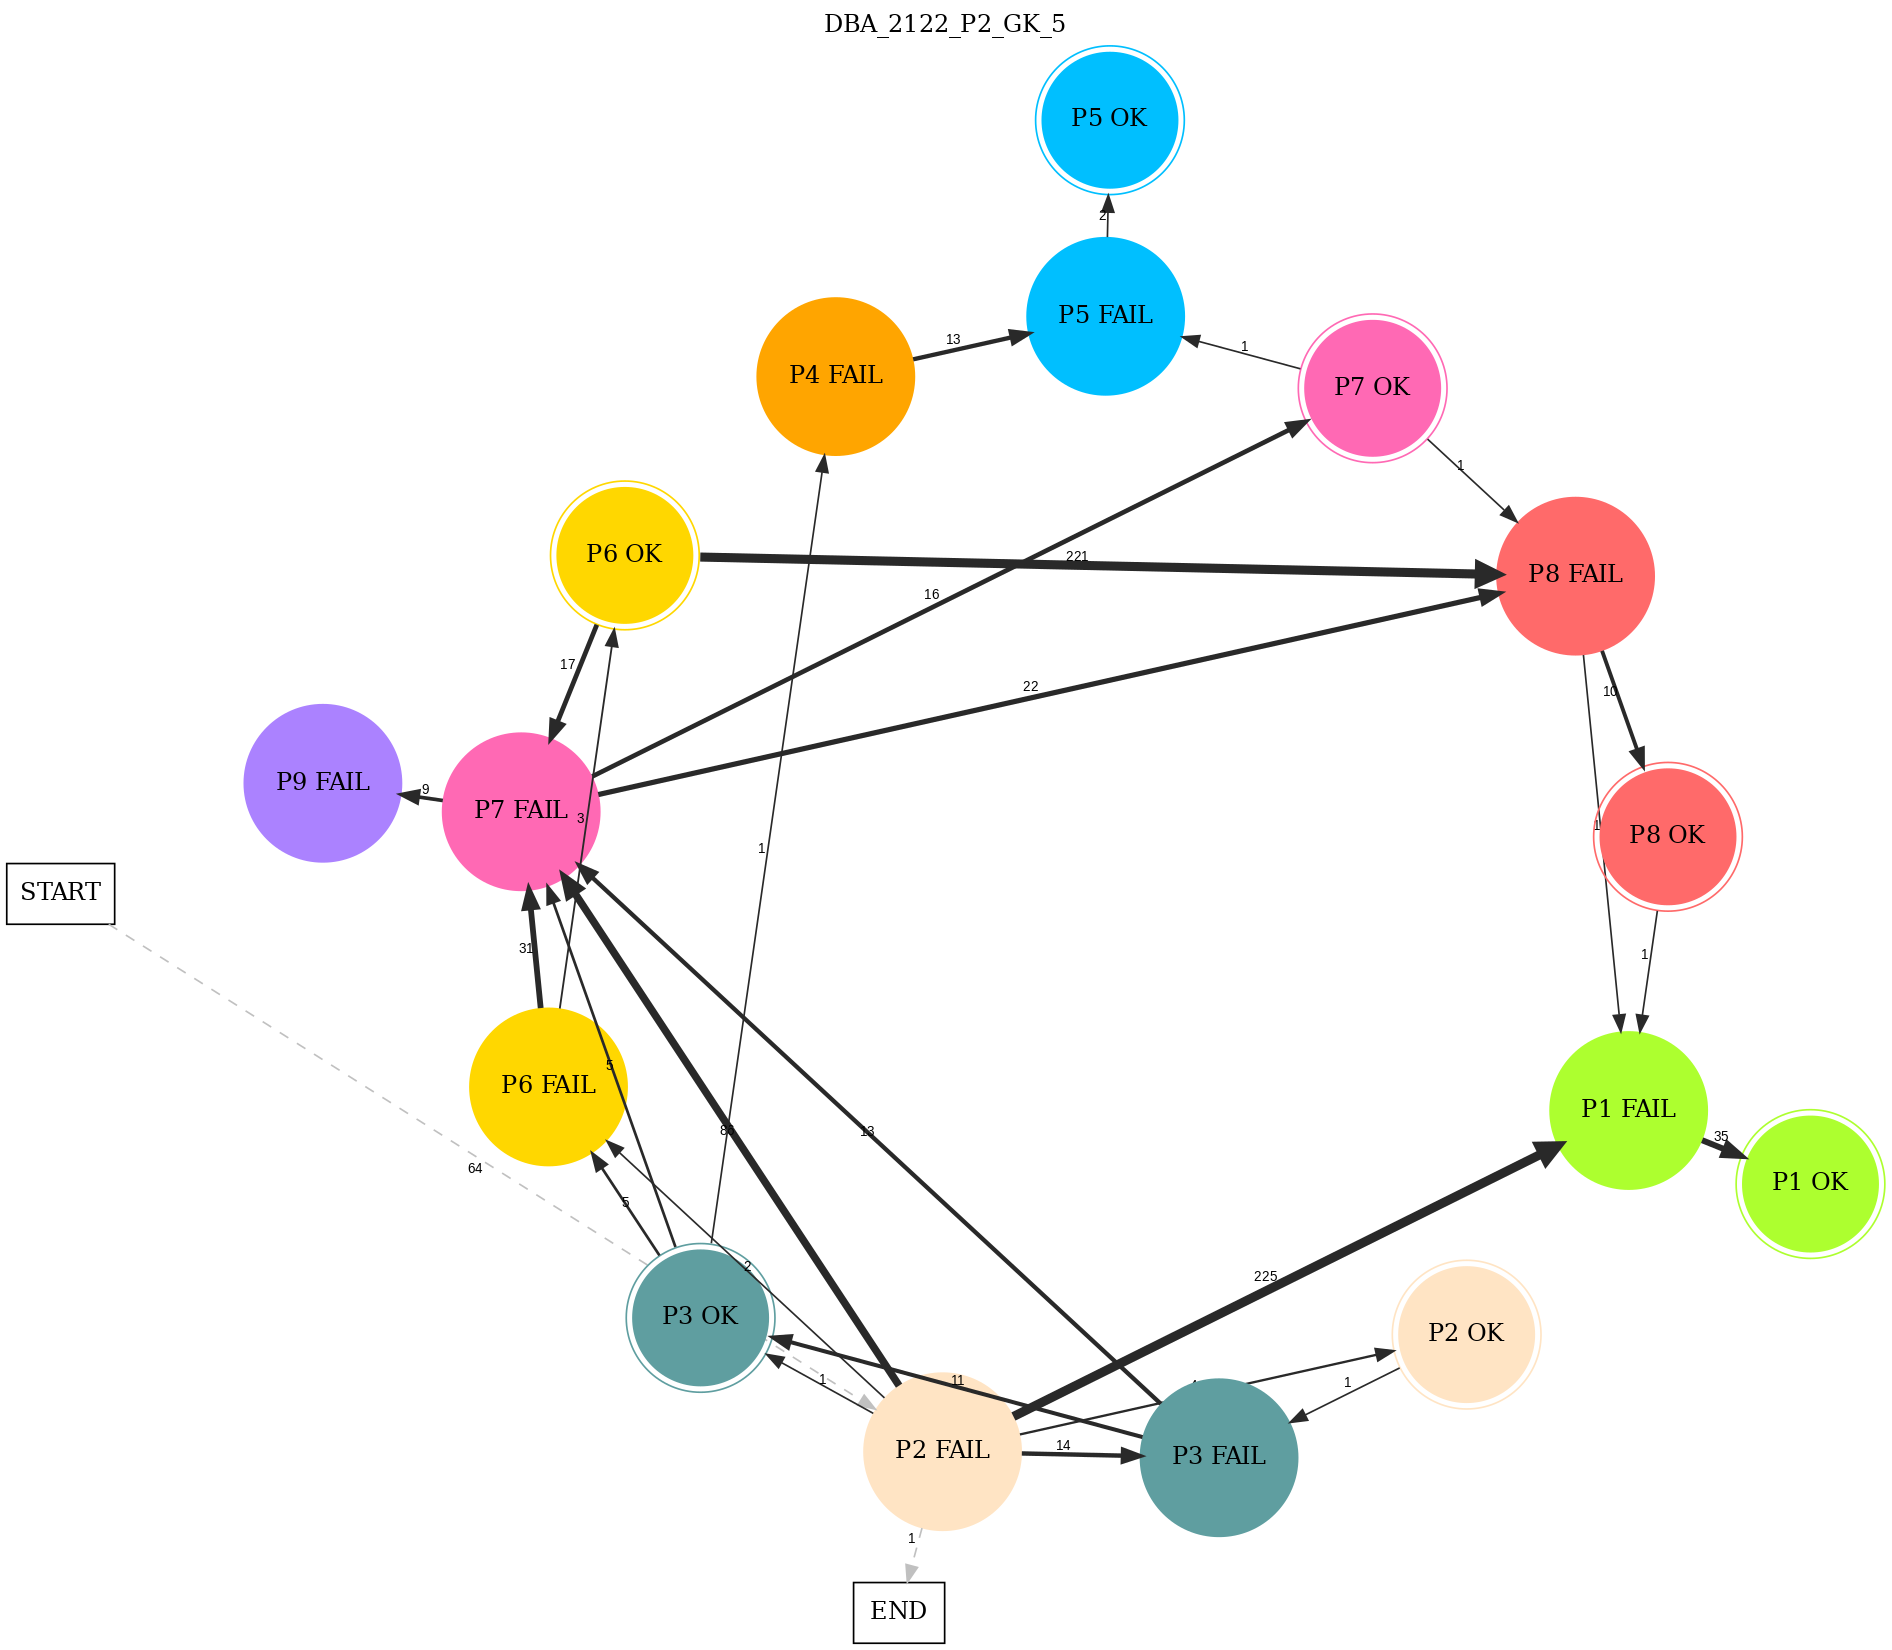 DBA_2122_P2_GK_5
P5 OK
2
P5 FAIL
P4 FAIL
13
1
P7 OK
1
P6 OK
221
P8 FAIL
16
17
22
10
P9 FAIL
9
P7 FAIL
3
1
1
P8 OK
START
31
1
5
P6 FAIL
P1 FAIL
13
35
64
5
P1 OK
2
225
P3 OK
P2 OK
1
11
1
P2 FAIL
14
P3 FAIL
1
END